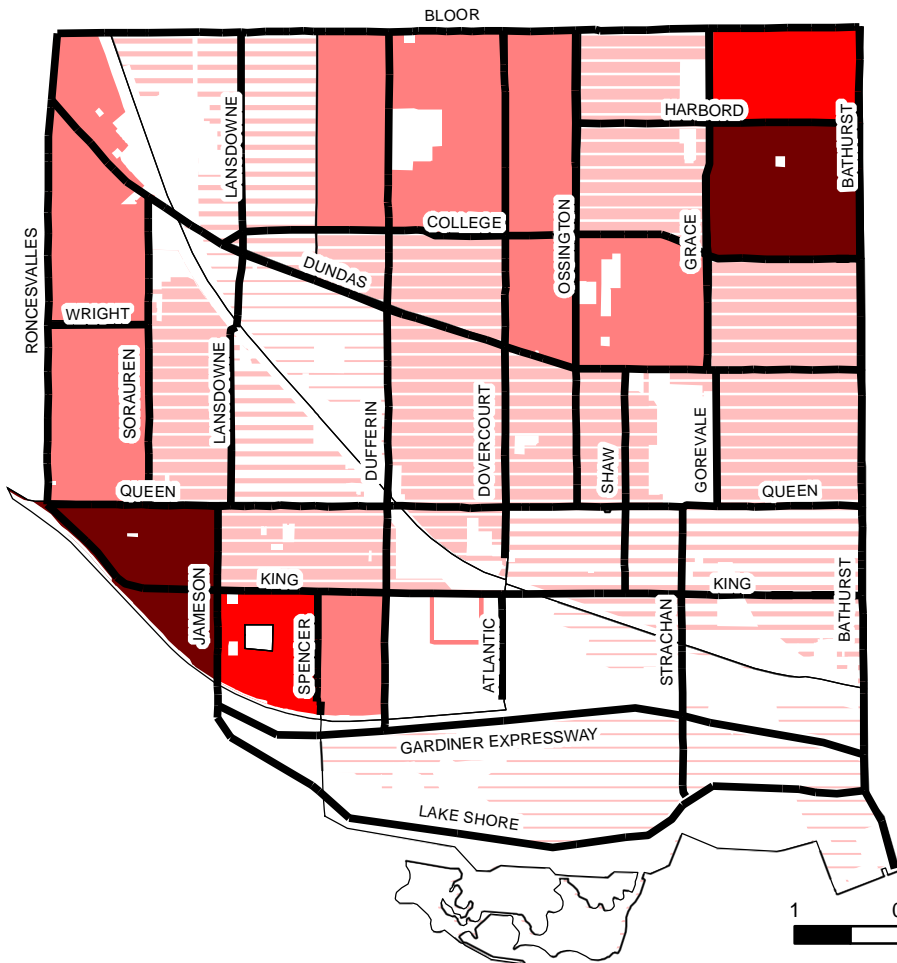 BLOOR
HARBORD
LANSDOWNE
BATHURST
COLLEGE
OSSINGTON
GRACE
RONCESVALLES
DUNDAS
WRIGHT
SORAUREN
LANSDOWNE
DUFFERIN
DOVERCOURT
SHAW
GOREVALE
QUEEN
QUEEN
KING
KING
JAMESON
SPENCER
ATLANTIC
STRACHAN
BATHURST
GARDINER EXPRESSWAY
LAKE SHORE
1